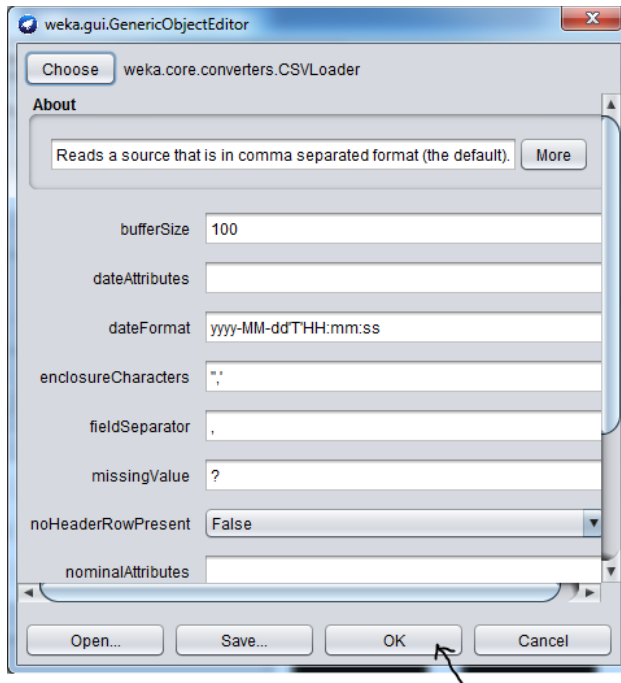 weka.gui.GenericObjectEditor
Choose weka.core.converters.CSVLoader
About
Reads a source that is in comma separated format (the default). More
bufferSize 100
dateAttributes
dateFormat yyyy-MM-dd'T'HH:mm:ss
enclosureCharacters ",'
fieldSeparator ,
missingValue ?
noHeaderRowPresent False
nominalAttributes
Open... Save... OK Cancel